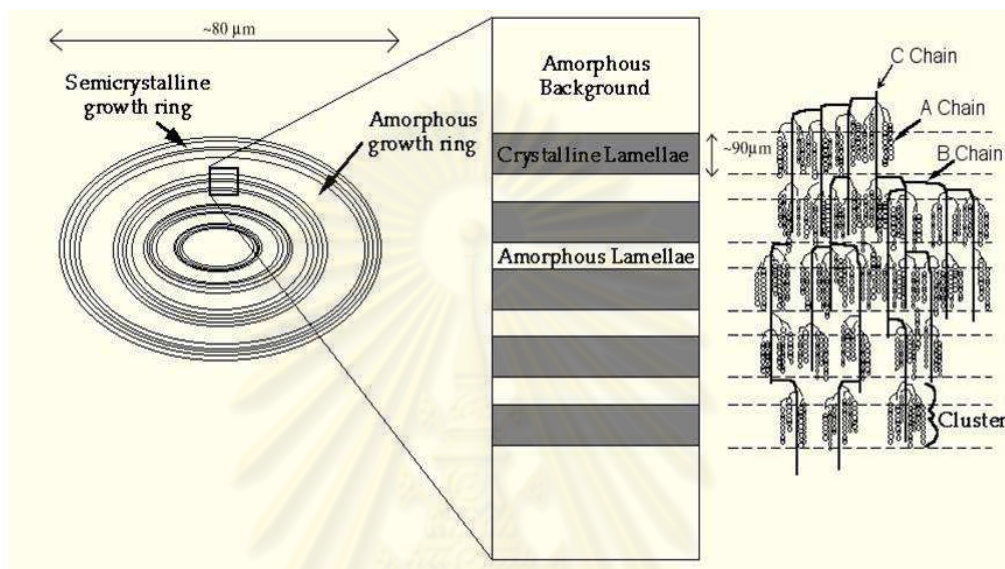 ~80 µm
Semicrystalline
growth ring
Amorphous
growth ring
Amorphous
Background
Crystalline Lamellae
Amorphous Lamellae
~90µm
C Chain
A Chain
B Chain
Cluster